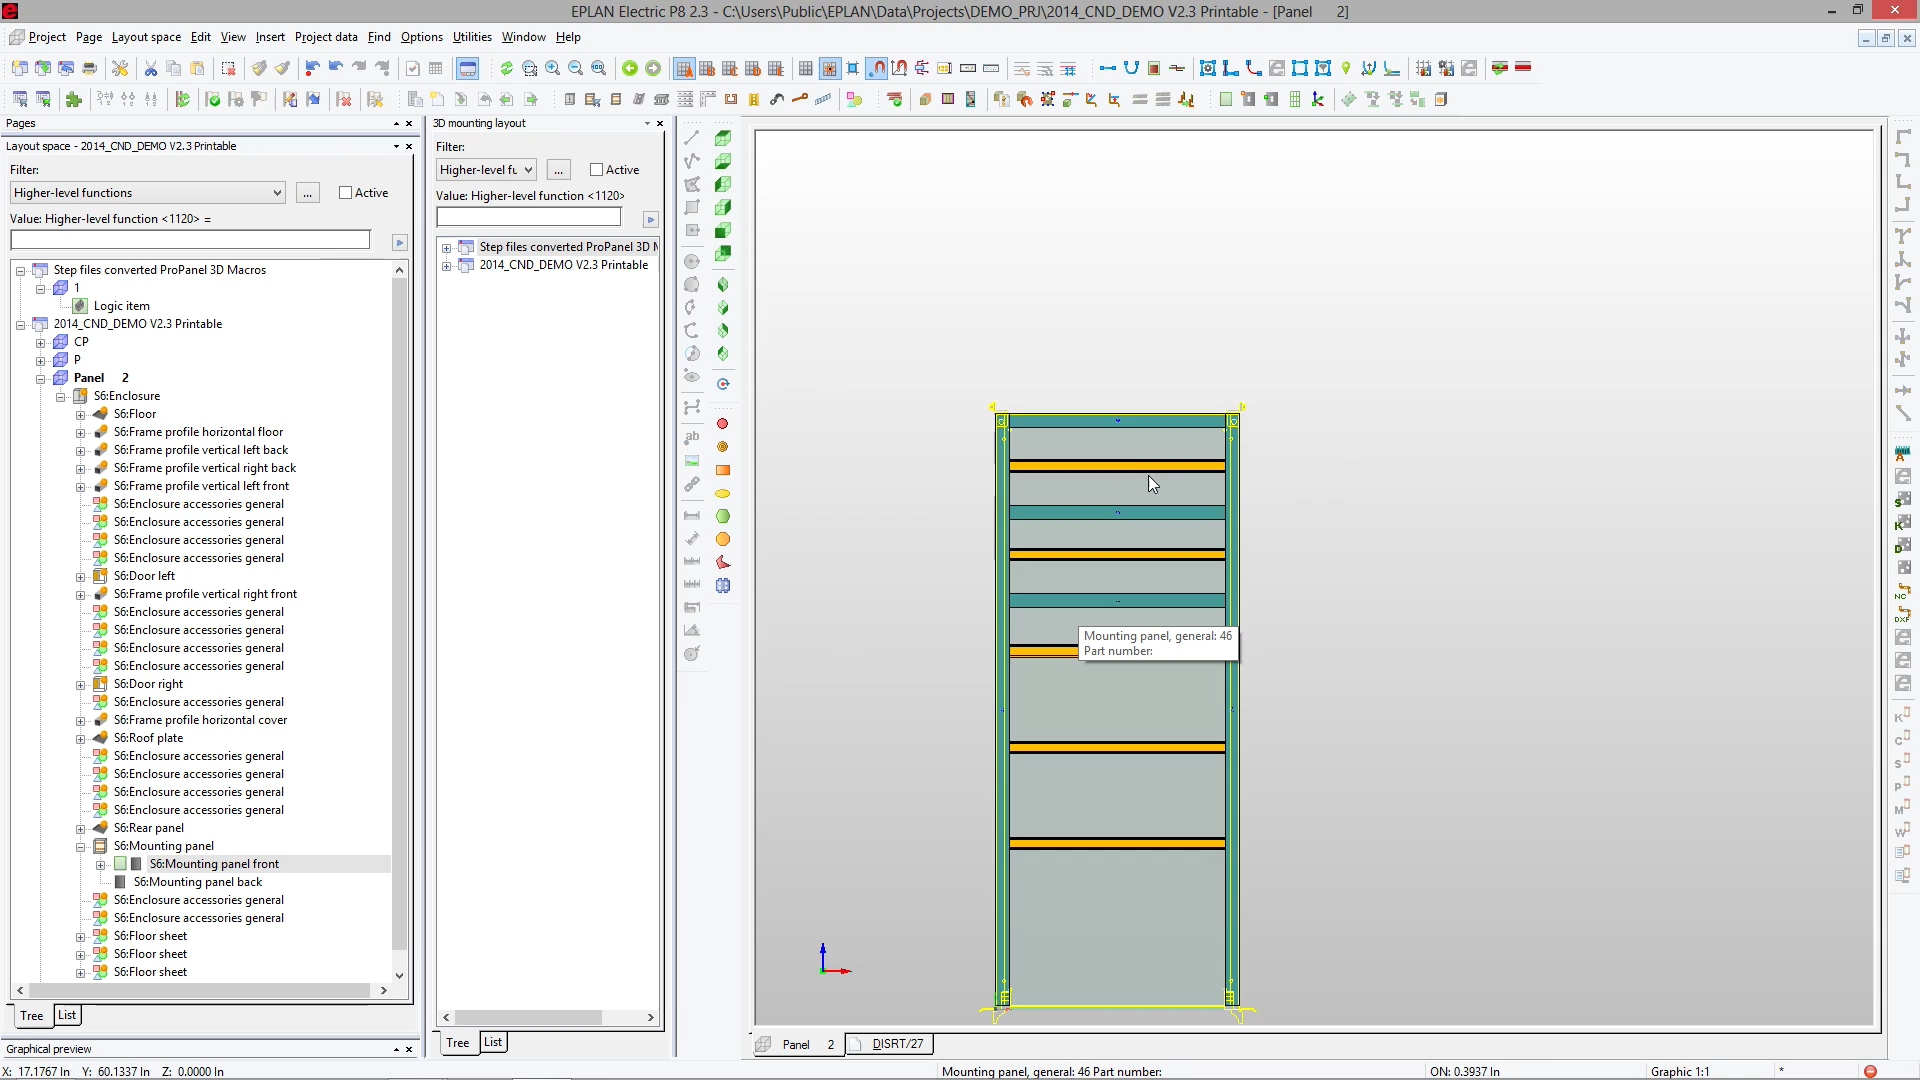 EPLAN Electric P8 2.3 - C:\Users\Public\EPLAN\Data\Projects\DEMO_PRJ\2014_CND_DEMO V2.3 Printable - [Panel 2]
Project Page Layout space Edit View Insert Project data Find Options Utilities Window Help
Pages
Layout space - 2014_CND_DEMO V2.3 Printable
Filter:
Higher-level functions
...
Active
Value: Higher-level function <1120> =
Step files converted ProPanel 3D Macros
1
Logic item
2014_CND_DEMO V2.3 Printable
CP
P
Panel 2
S6:Enclosure
S6:Floor
S6:Frame profile horizontal floor
S6:Frame profile vertical left back
S6:Frame profile vertical right back
S6:Frame profile vertical left front
S6:Enclosure accessories general
S6:Enclosure accessories general
S6:Enclosure accessories general
S6:Enclosure accessories general
S6:Door left
S6:Frame profile vertical right front
S6:Enclosure accessories general
S6:Enclosure accessories general
S6:Enclosure accessories general
S6:Enclosure accessories general
S6:Door right
S6:Enclosure accessories general
S6:Frame profile horizontal cover
S6:Roof plate
S6:Enclosure accessories general
S6:Enclosure accessories general
S6:Enclosure accessories general
S6:Enclosure accessories general
S6:Rear panel
S6:Mounting panel
S6:Mounting panel front
S6:Mounting panel back
S6:Enclosure accessories general
S6:Enclosure accessories general
S6:Floor sheet
S6:Floor sheet
S6:Floor sheet
Tree List
Graphical preview
3D mounting layout
Filter:
Higher-level fu
...
Active
Value: Higher-level function <1120>
Step files converted ProPanel 3D M
2014_CND_DEMO V2.3 Printable
Tree List
Mounting panel, general: 46
Part number:
Panel 2
DISRT/27
X: 17.1767 In Y: 60.1337 In Z: 0.0000 In
Mounting panel, general: 46 Part number:
ON: 0.3937 In
Graphic 1:1
*